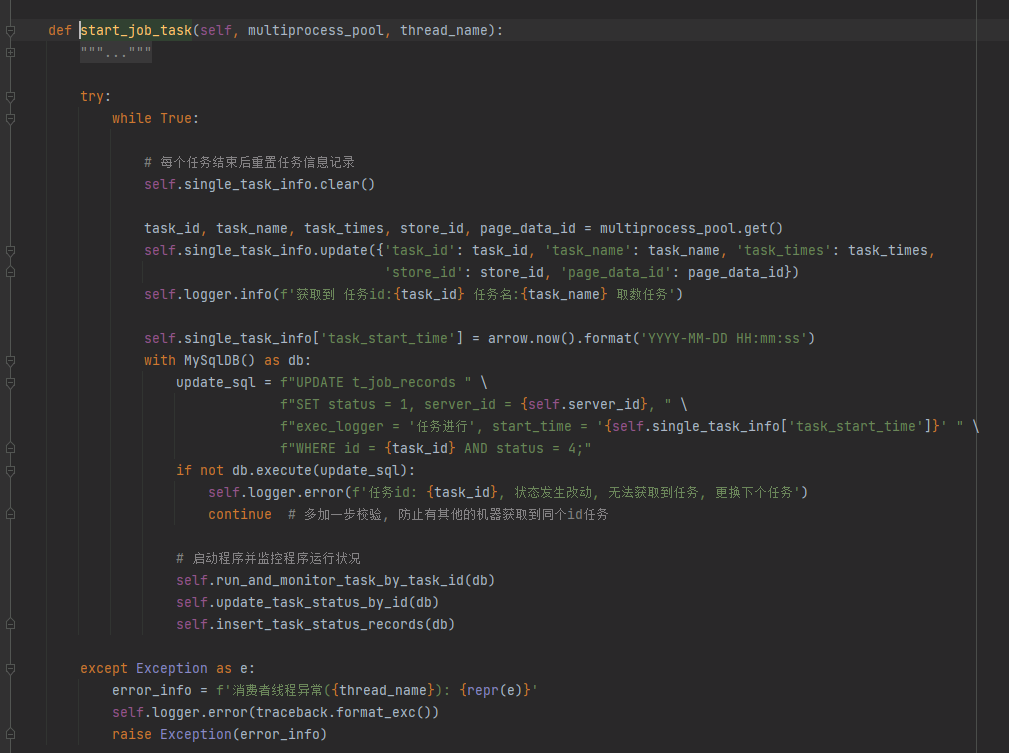 def start_job_task(self, multiprocess_pool, thread_name):
"""..."""
try:
while True:
# 每个任务结束后重置任务信息记录
self.single_task_info.clear()
task_id, task_name, task_times, store_id, page_data_id = multiprocess_pool.get()
self.single_task_info.update({'task_id': task_id, 'task_name': task_name, 'task_times': task_times,
'store_id': store_id, 'page_data_id': page_data_id})
self.logger.info(f'获取到 任务id:{task_id} 任务名:{task_name} 取数任务')
self.single_task_info['task_start_time'] = arrow.now().format('YYYY-MM-DD HH:mm:ss')
with MySqlDB() as db:
update_sql = f"UPDATE t_job_records " \
f"SET status = 1, server_id = {self.server_id}, " \
f"exec_logger = '任务进行', start_time = '{self.single_task_info['task_start_time']}' " \
f"WHERE id = {task_id} AND status = 4;"
if not db.execute(update_sql):
self.logger.error(f'任务id: {task_id}, 状态发生改动, 无法获取到任务, 更换下个任务')
continue # 多加一步校验, 防止有其他的机器获取到同个id任务
# 启动程序并监控程序运行状况
self.run_and_monitor_task_by_task_id(db)
self.update_task_status_by_id(db)
self.insert_task_status_records(db)
except Exception as e:
error_info = f'消费者线程异常({thread_name}): {repr(e)}'
self.logger.error(traceback.format_exc())
raise Exception(error_info)